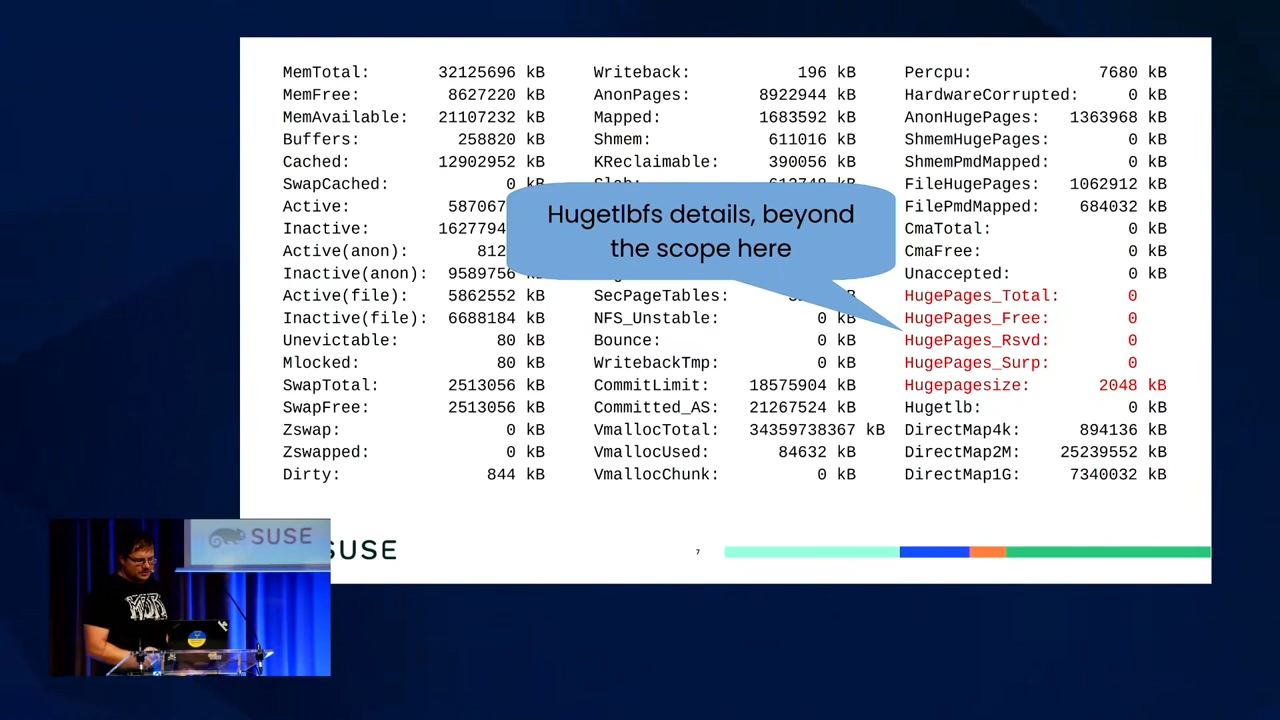 MemTotal: 32125696 kB
MemFree: 8627220 kB
MemAvailable: 21107232 kB
Buffers: 258820 kB
Cached: 12902952 kB
SwapCached: 0 kB
Active: 587067
Inactive: 1627794
Active(anon): 812
Inactive(anon): 9589756
Active(file): 5862552 kB
Inactive(file): 6688184 kB
Unevictable: 80 kB
Mlocked: 80 kB
SwapTotal: 2513056 kB
SwapFree: 2513056 kB
Zswap: 0 kB
Zswapped: 0 kB
Dirty: 844 kB
Writeback: 196 kB
AnonPages: 8922944 kB
Mapped: 1683592 kB
Shmem: 611016 kB
KReclaimable: 390056 kB
Hugetlbfs details, beyond
the scope here
SecPageTables:
NFS_Unstable: 0 kB
Bounce: 0 kB
WritebackTmp: 0 kB
CommitLimit: 18575904 kB
Committed_AS: 21267524 kB
VmallocTotal: 34359738367 kB
VmallocUsed: 84632 kB
VmallocChunk: 0 kB
Percpu: 7680 kB
HardwareCorrupted: 0 kB
AnonHugePages: 1363968 kB
ShmemHugePages: 0 kB
ShmemPmdMapped: 0 kB
FileHugePages: 1062912 kB
FilePmdMapped: 684032 kB
CmaTotal: 0 kB
CmaFree: 0 kB
Unaccepted: 0 kB
HugePages_Total: 0
HugePages_Free: 0
HugePages_Rsvd: 0
HugePages_Surp: 0
Hugepagesize: 2048 kB
Hugetlb: 0 kB
DirectMap4k: 894136 kB
DirectMap2M: 25239552 kB
DirectMap1G: 7340032 kB
SUSE
7
SUSE